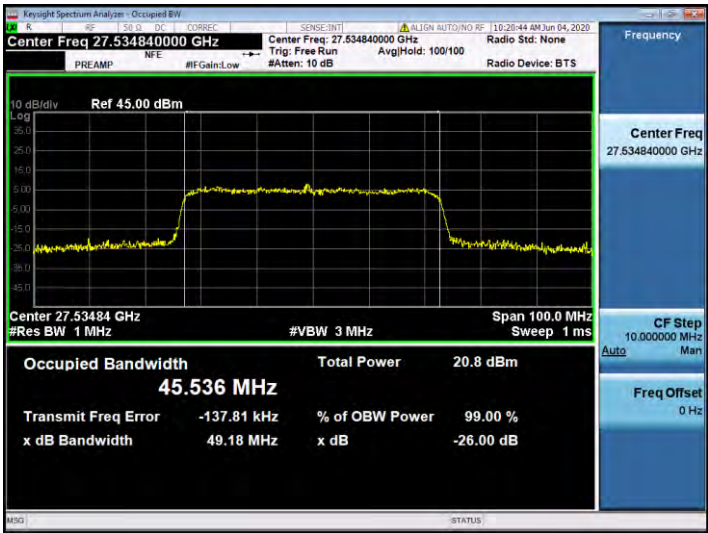 Keysight Spectrum Analyzer - Occupied BW
R RF 50 Ω DC CORREC SENSE:INT ALIGN AUTO/NO RF 10:20:44 AM Jun 04, 2020
Center Freq 27.534840000 GHz Center Freq: 27.534840000 GHz Radio Std: None
NFE Trig: Free Run Avg|Hold: 100/100
PREAMP #IFGain:Low #Atten: 10 dB Radio Device: BTS
10 dB/div Ref 45.00 dBm
Log
35.0
25.0
15.0
5.00
-5.00
-15.0
-25.0
-35.0
-45.0
Center 27.53484 GHz Span 100.0 MHz
#Res BW 1 MHz #VBW 3 MHz Sweep 1 ms
Occupied Bandwidth Total Power 20.8 dBm
45.536 MHz
Transmit Freq Error -137.81 kHz % of OBW Power 99.00 %
x dB Bandwidth 49.18 MHz x dB -26.00 dB
MSG STATUS
Frequency
Center Freq
27.534840000 GHz
CF Step
10.000000 MHz
Auto Man
Freq Offset
0 Hz